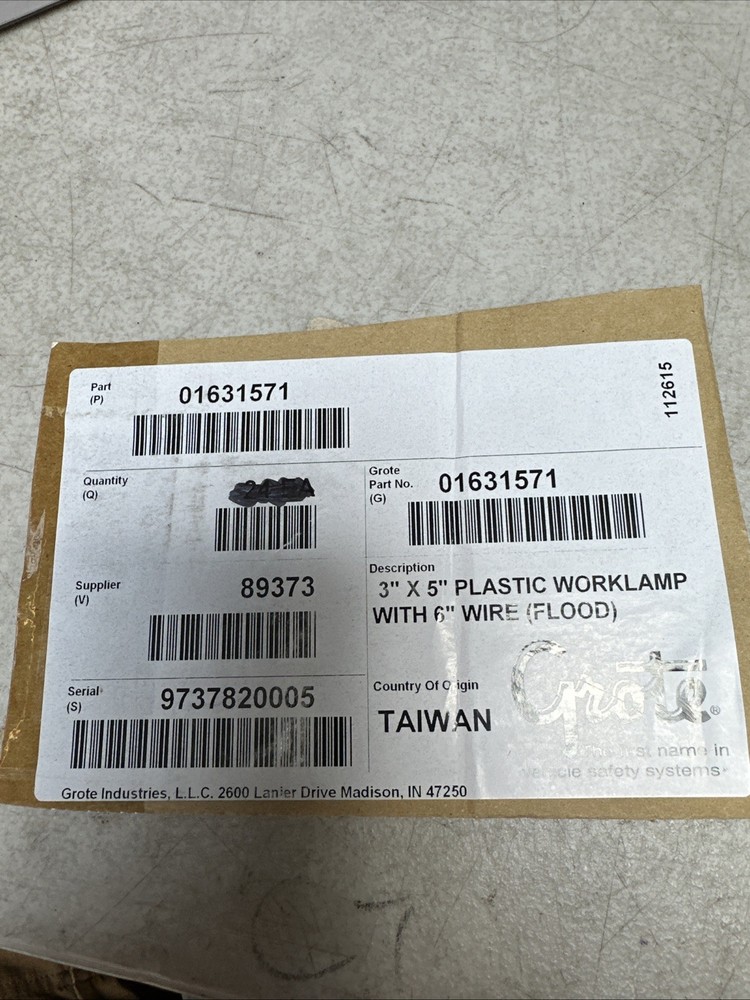 Part
(P)
01631571
112615
Quantity
(Q)
Grote
Part No.
(G)
01631571
Supplier
(V)
89373
Description
3" X 5" PLASTIC WORKLAMP
WITH 6" WIRE (FLOOD)
Serial
(S)
9737820005
Country Of Origin
TAIWAN
Grote®
first name in
vehicle safety systems
Grote Industries, L.L.C. 2600 Lanier Drive Madison, IN 47250